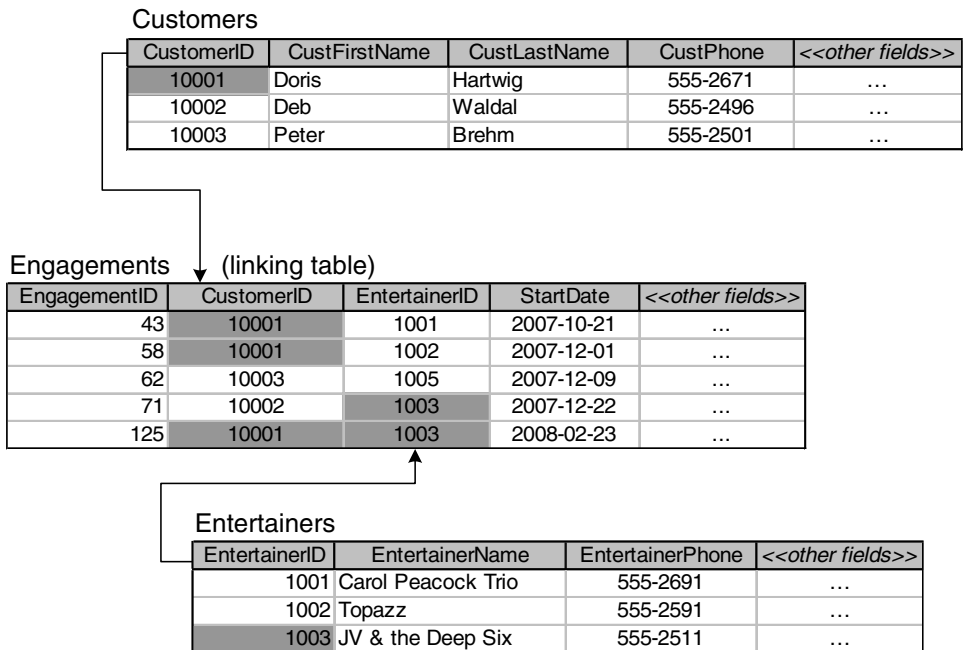 Customers
CustomerID CustFirstName CustLastName CustPhone <<other fields>>
10001 Doris Hartwig 555-2671 …
10002 Deb Waldal 555-2496 …
10003 Peter Brehm 555-2501 …
Engagements (linking table)
EngagementID CustomerID EntertainerID StartDate <<other fields>>
43 10001 1001 2007-10-21 …
58 10001 1002 2007-12-01 …
62 10003 1005 2007-12-09 …
71 10002 1003 2007-12-22 …
125 10001 1003 2008-02-23 …
Entertainers
EntertainerID EntertainerName EntertainerPhone <<other fields>>
1001 Carol Peacock Trio 555-2691 …
1002 Topazz 555-2591 …
1003 JV & the Deep Six 555-2511 …